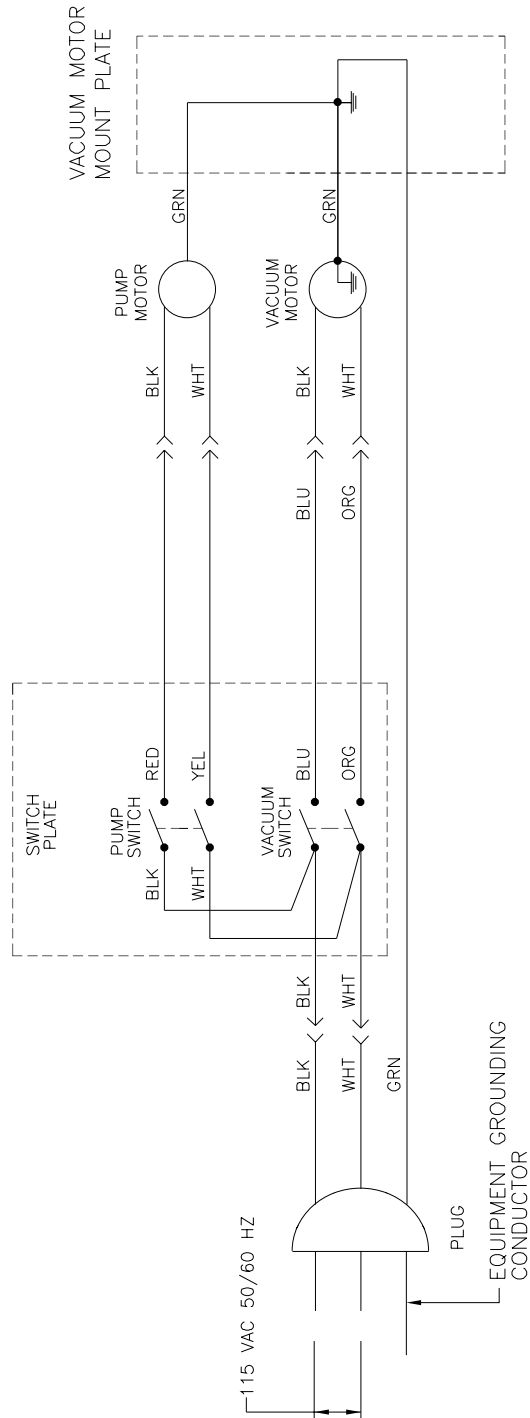 VACUUM MOTOR
MOUNT PLATE
GRN
GRN
PUMP
MOTOR
VACUUM
MOTOR
BLK
WHT
BLK
WHT
BLU
ORG
SWITCH
PLATE
RED
YEL
BLU
ORG
PUMP
SWITCH
VACUUM
SWITCH
BLK
WHT
BLK
WHT
BLK
WHT
GRN
PLUG
EQUIPMENT GROUNDING
CONDUCTOR
115 VAC 50/60 HZ